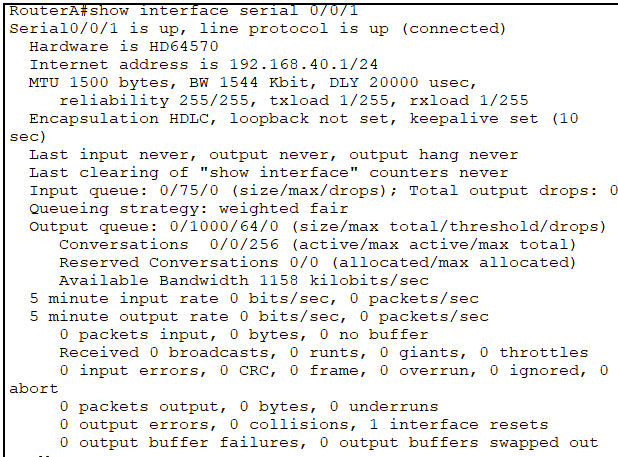 RouterA#show interface serial 0/0/1
Serial0/0/1 is up, line protocol is up (connected)
Hardware is HD64570
Internet address is 192.168.40.1/24
MTU 1500 bytes, BW 1544 Kbit, DLY 20000 usec,
reliability 255/255, txload 1/255, rxload 1/255
Encapsulation HDLC, loopback not set, keepalive set (10
sec)
Last input never, output never, output hang never
Last clearing of "show interface" counters never
Input queue: 0/75/0 (size/max/drops); Total output drops: 0
Queueing strategy: weighted fair
Output queue: 0/1000/64/0 (size/max total/threshold/drops)
Conversations  0/0/256 (active/max active/max total)
Reserved Conversations 0/0 (allocated/max allocated)
Available Bandwidth 1158 kilobits/sec
5 minute input rate 0 bits/sec, 0 packets/sec
5 minute output rate 0 bits/sec, 0 packets/sec
0 packets input, 0 bytes, 0 no buffer
Received 0 broadcasts, 0 runts, 0 giants, 0 throttles
0 input errors, 0 CRC, 0 frame, 0 overrun, 0 ignored, 0
abort
0 packets output, 0 bytes, 0 underruns
0 output errors, 0 collisions, 1 interface resets
0 output buffer failures, 0 output buffers swapped out